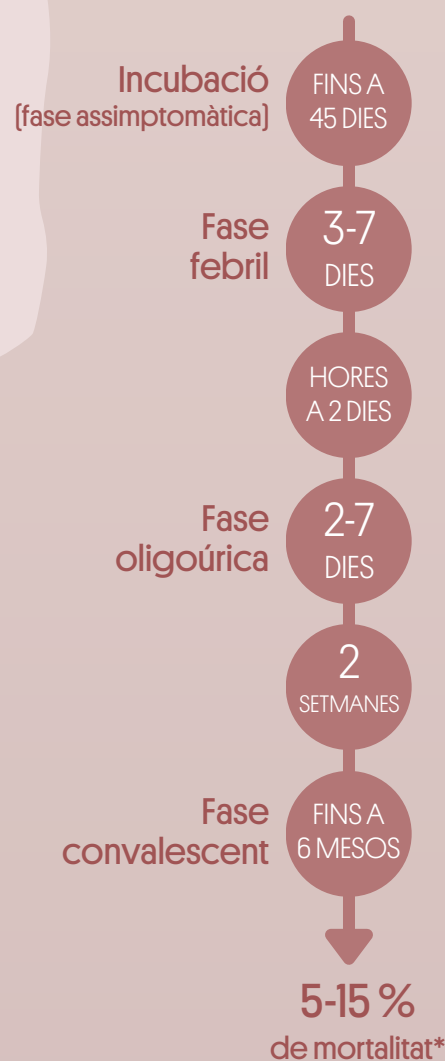 Incubació
(fase assimptomàtica)
FINS A
45 DIES
Fase
febril
3-7
DIES
HORES
A 2 DIES
Fase
oligoúrica
2-7
DIES
2
SETMANES
Fase
convalescent
FINS A
6 MESOS
5-15 %
de mortalitat*